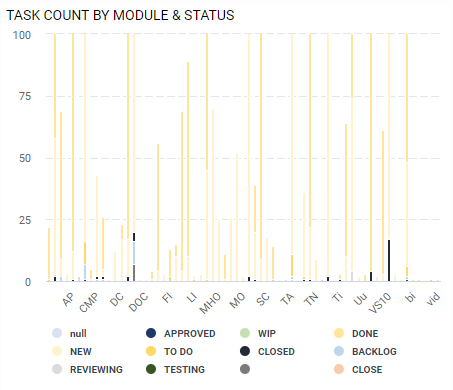 TASK COUNT BY MODULE & STATUS
100
75
50
25
0
AP CMP DC DOC FI LI MHO MO SC TA TN Ti Uu VS10 bi vid
null APPROVED WIP DONE
NEW TO DO CLOSED BACKLOG
REVIEWING TESTING CLOSE